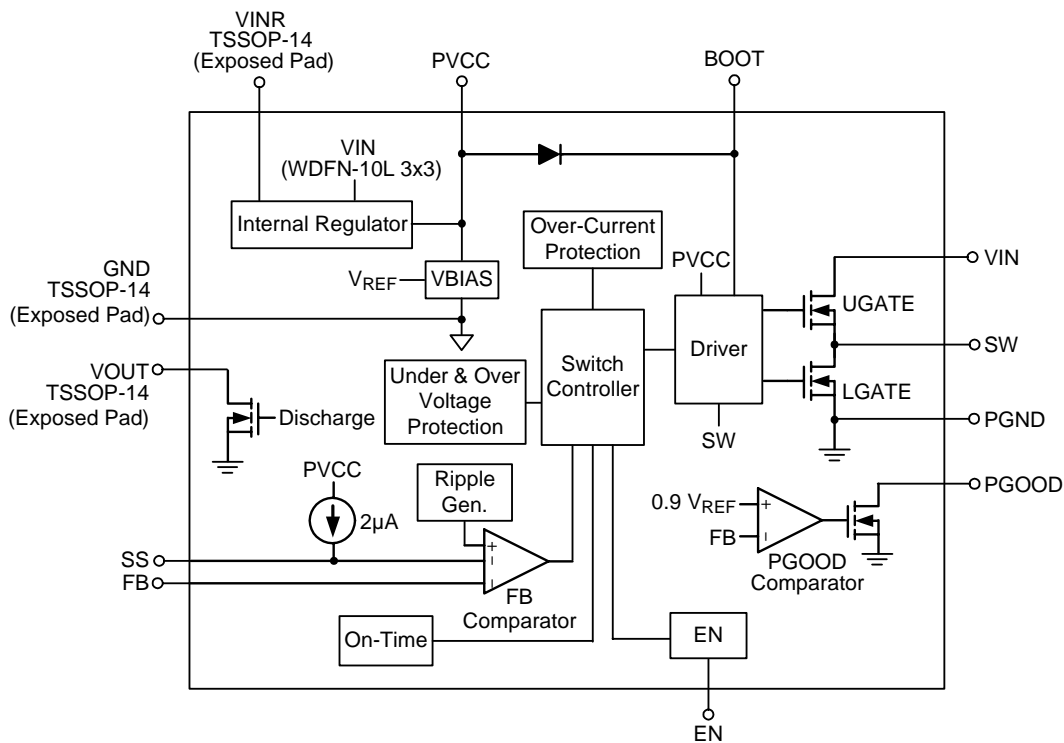 VINR
TSSOP-14
(Exposed Pad)
PVCC
BOOT
VIN
(WDFN-10L 3x3)
Internal Regulator
Over-Current
Protection
PVCC
VIN
GND
TSSOP-14
(Exposed Pad)
VREF
VBIAS
UGATE
Driver
SW
Switch
Controller
VOUT
TSSOP-14
(Exposed Pad)
Under & Over
Voltage
Protection
LGATE
Discharge
SW
PGND
PVCC
Ripple
Gen.
PGOOD
2µA
0.9 VREF
+
FB
-
PGOOD
Comparator
SS
FB
+
-
-
FB
Comparator
On-Time
EN
EN